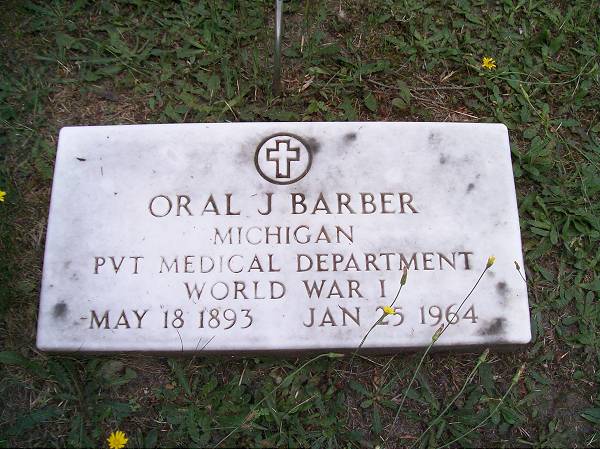 ORAL J BARBER
MICHIGAN
PVT MEDICAL DEPARTMENT
WORLD WAR I
MAY 18 1893 JAN 25 1964